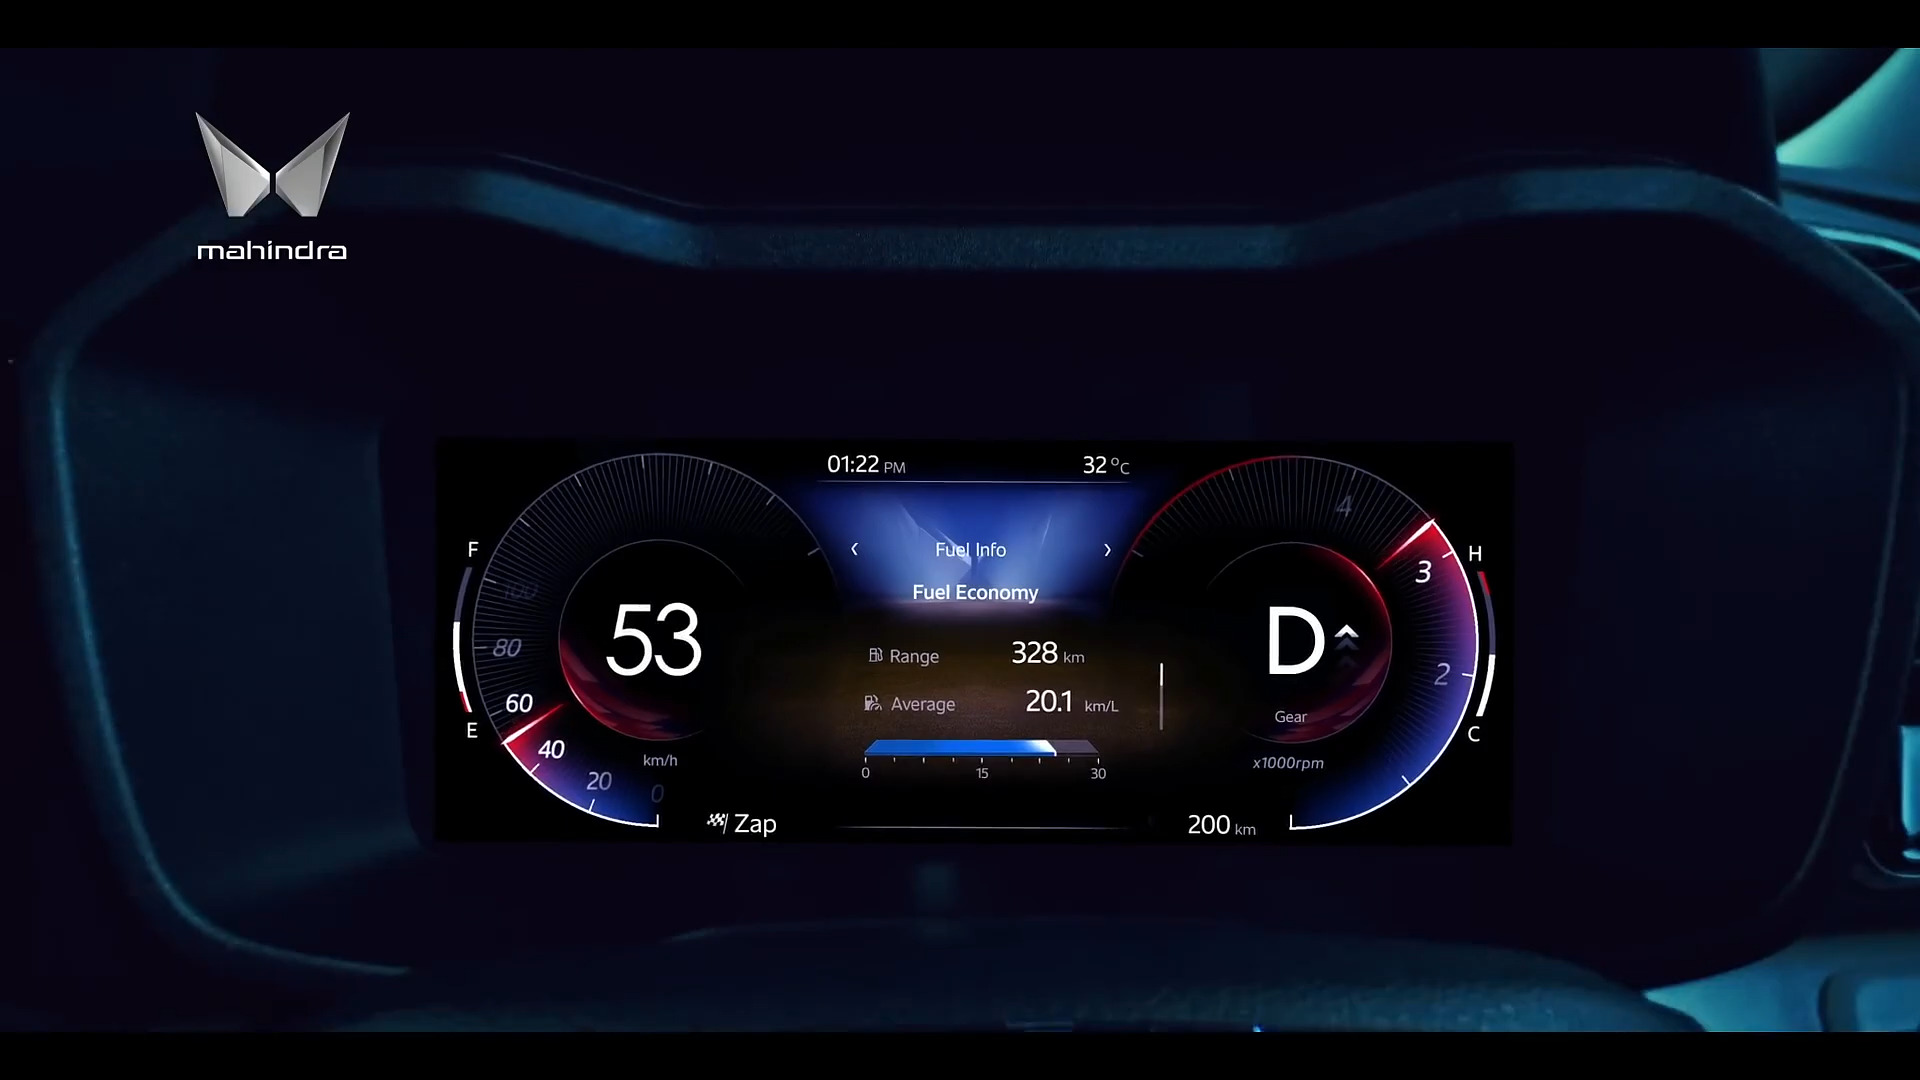 mahindra
01:22 PM
32 °C
Fuel Info
Fuel Economy
Range 328 km
Average 20.1 km/L
0 15 30
F
E
100
80
60
40
20
0
53
km/h
Zap
4
3
2
H
C
D
Gear
x1000rpm
200 km